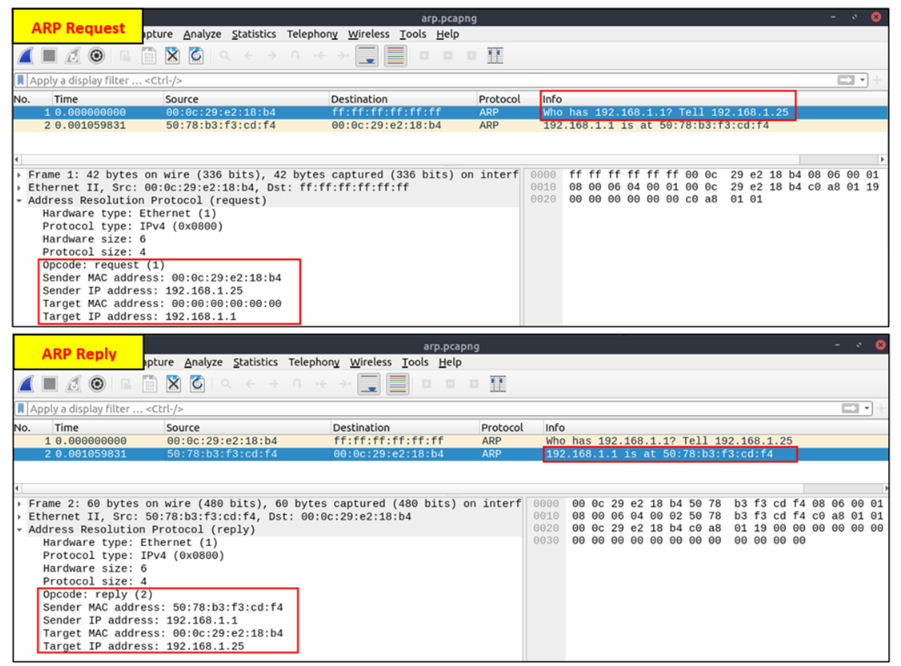 arp.pcapng
ARP Request
pture Analyze Statistics Telephony Wireless Tools Help
Apply a display filter ... <Ctrl-/>
No. Time Source Destination Protocol Info
1 0.000000000 00:0c:29:e2:18:b4 ff:ff:ff:ff:ff:ff ARP Who has 192.168.1.1? Tell 192.168.1.25
2 0.001059831 50:78:b3:f3:cd:f4 00:0c:29:e2:18:b4 ARP 192.168.1.1 is at 50:78:b3:f3:cd:f4
Frame 1: 42 bytes on wire (336 bits), 42 bytes captured (336 bits) on interf
Ethernet II, Src: 00:0c:29:e2:18:b4, Dst: ff:ff:ff:ff:ff:ff
Address Resolution Protocol (request)
Hardware type: Ethernet (1)
Protocol type: IPv4 (0x0800)
Hardware size: 6
Protocol size: 4
Opcode: request (1)
Sender MAC address: 00:0c:29:e2:18:b4
Sender IP address: 192.168.1.25
Target MAC address: 00:00:00:00:00:00
Target IP address: 192.168.1.1
0000 ff ff ff ff ff ff 00 0c 29 e2 18 b4 08 06 00 01
0010 08 00 06 04 00 01 00 0c 29 e2 18 b4 c0 a8 01 19
0020 00 00 00 00 00 00 c0 a8 01 01
arp.pcapng
ARP Reply
pture Analyze Statistics Telephony Wireless Tools Help
Apply a display filter ... <Ctrl-/>
No. Time Source Destination Protocol Info
1 0.000000000 00:0c:29:e2:18:b4 ff:ff:ff:ff:ff:ff ARP Who has 192.168.1.1? Tell 192.168.1.25
2 0.001059831 50:78:b3:f3:cd:f4 00:0c:29:e2:18:b4 ARP 192.168.1.1 is at 50:78:b3:f3:cd:f4
Frame 2: 60 bytes on wire (480 bits), 60 bytes captured (480 bits) on interf
Ethernet II, Src: 50:78:b3:f3:cd:f4, Dst: 00:0c:29:e2:18:b4
Address Resolution Protocol (reply)
Hardware type: Ethernet (1)
Protocol type: IPv4 (0x0800)
Hardware size: 6
Protocol size: 4
Opcode: reply (2)
Sender MAC address: 50:78:b3:f3:cd:f4
Sender IP address: 192.168.1.1
Target MAC address: 00:0c:29:e2:18:b4
Target IP address: 192.168.1.25
0000 00 0c 29 e2 18 b4 50 78 b3 f3 cd f4 08 06 00 01
0010 08 00 06 04 00 02 50 78 b3 f3 cd f4 c0 a8 01 01
0020 00 0c 29 e2 18 b4 c0 a8 01 19 00 00 00 00 00 00
0030 00 00 00 00 00 00 00 00 00 00 00 00